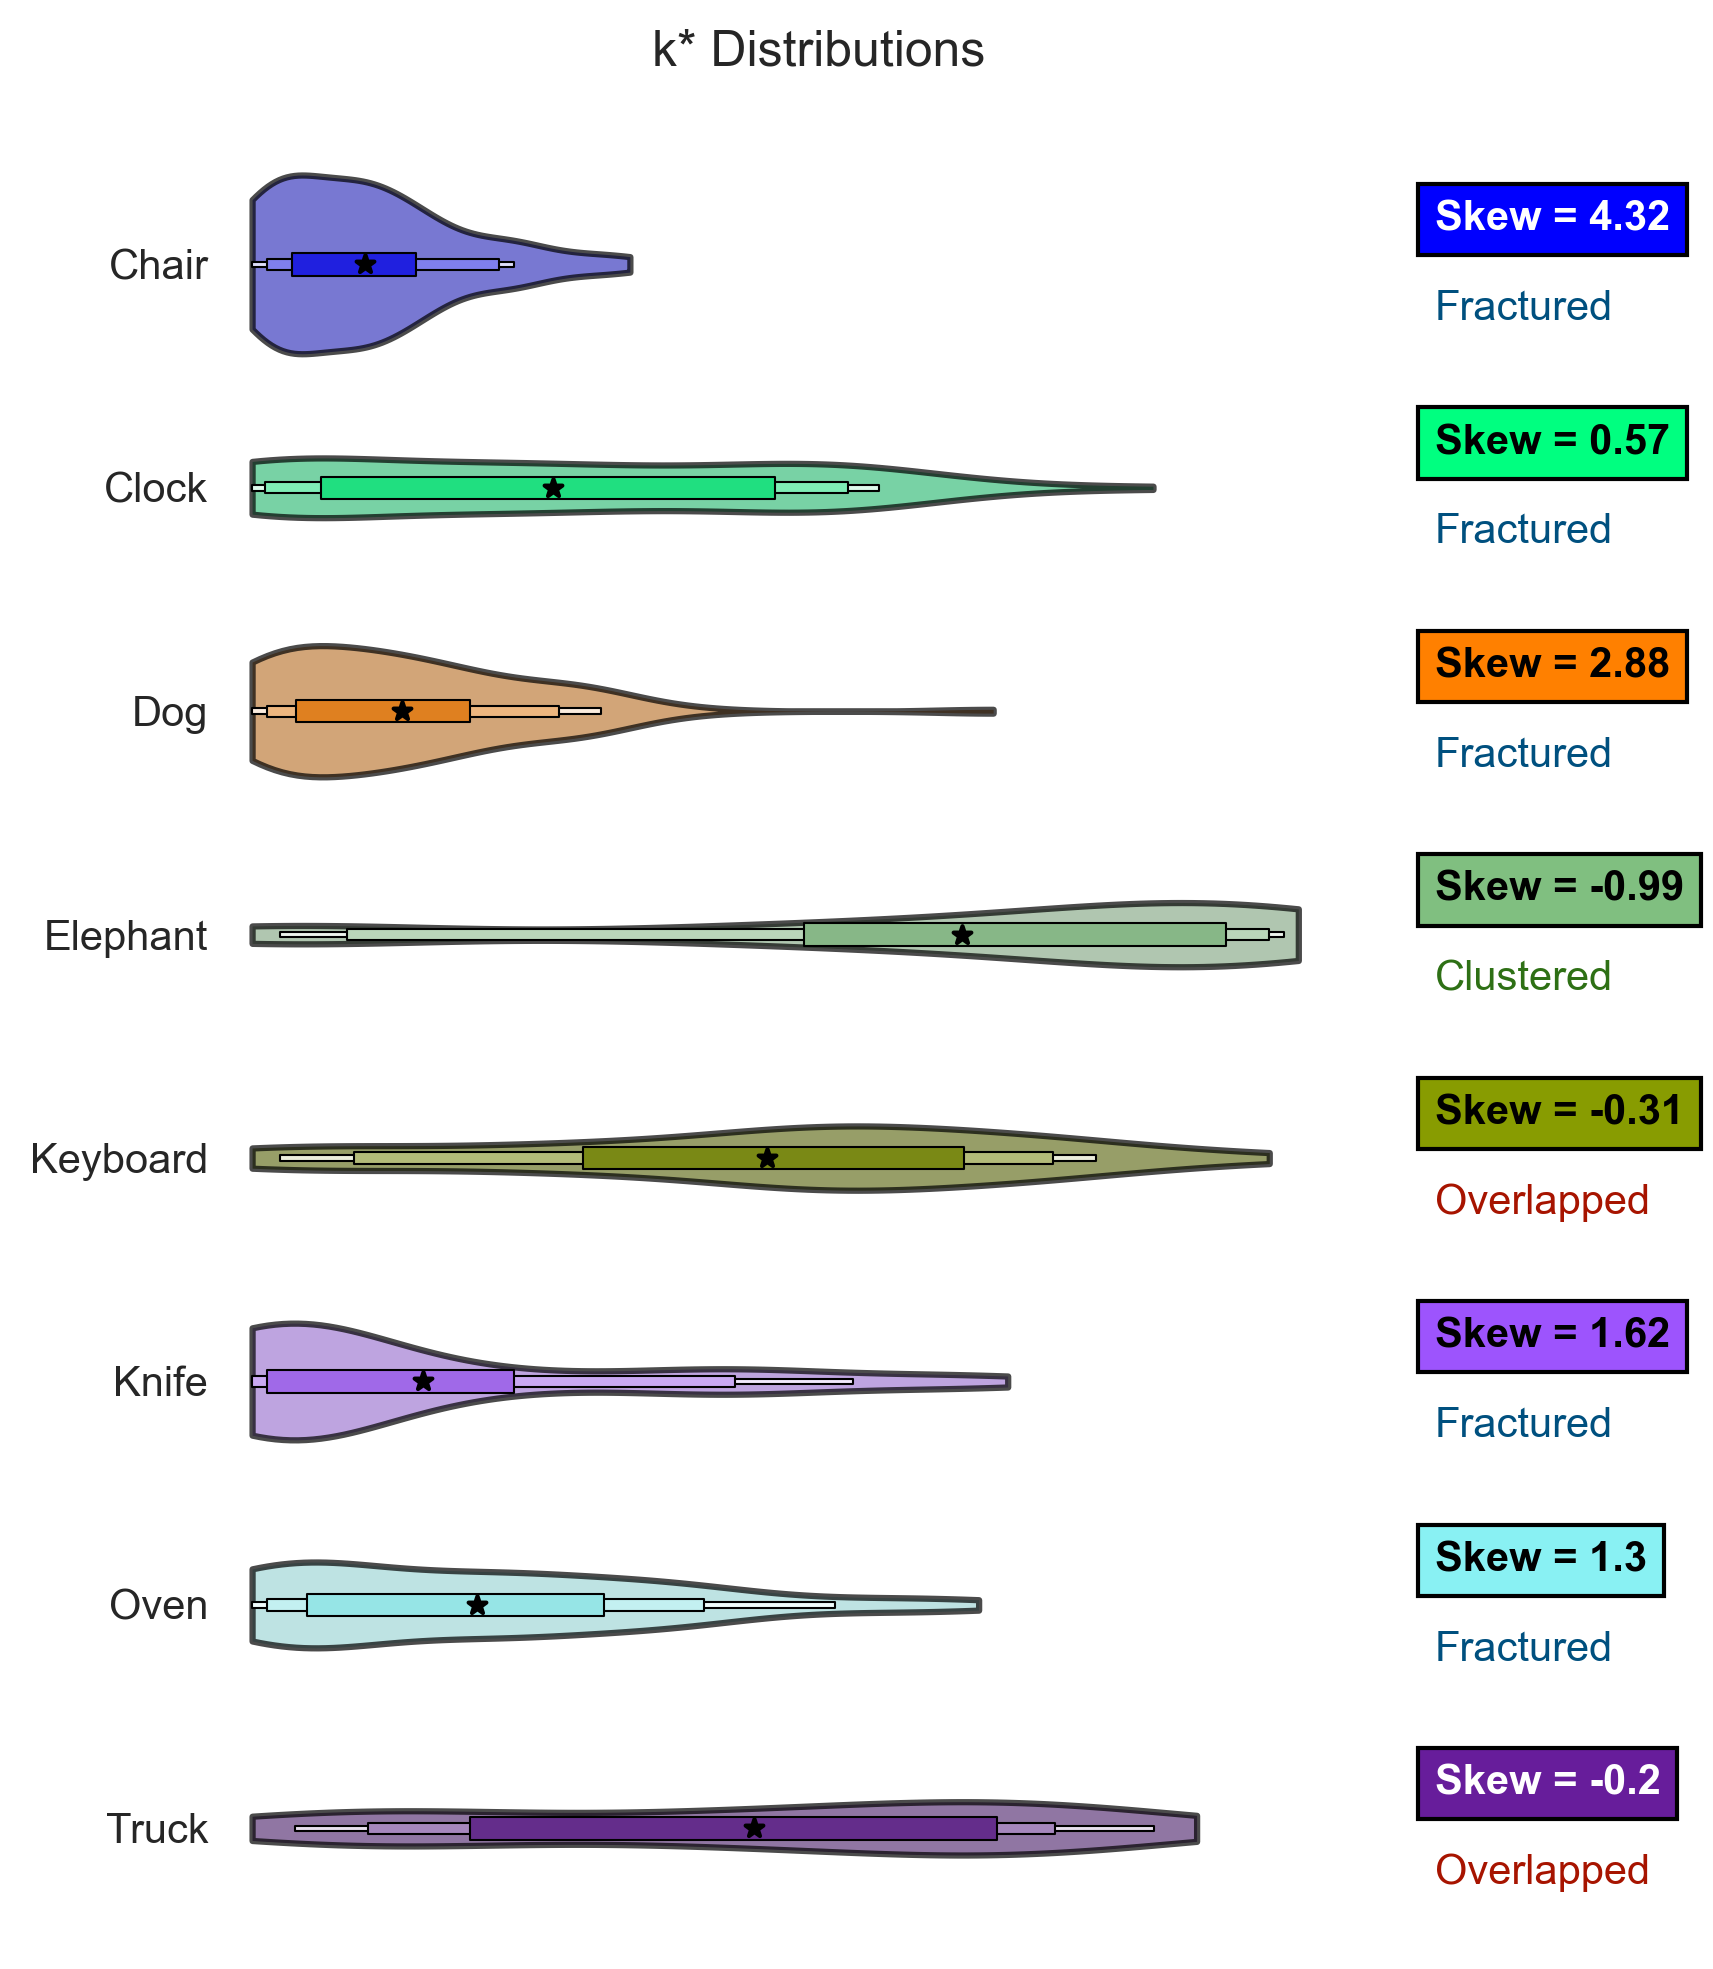 k* Distributions
Chair
Skew = 4.32
Fractured
Clock
Skew = 0.57
Fractured
Dog
Skew = 2.88
Fractured
Elephant
Skew = -0.99
Clustered
Keyboard
Skew = -0.31
Overlapped
Knife
Skew = 1.62
Fractured
Oven
Skew = 1.3
Fractured
Truck
Skew = -0.2
Overlapped